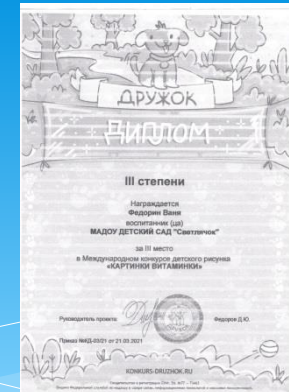 ДРУЖОК
ДИПЛОМ
III степени
Награждается
Федорин Ваня
воспитанник (ца)
МАДОУ ДЕТСКИЙ САД "Светлячок"
за III место
в Международном конкурсе детского рисунка
«КАРТИНКИ ВИТАМИНКИ»
Руководитель проекта
Федоров Д.Ю.
KONKURS-DRUZHOK.RU